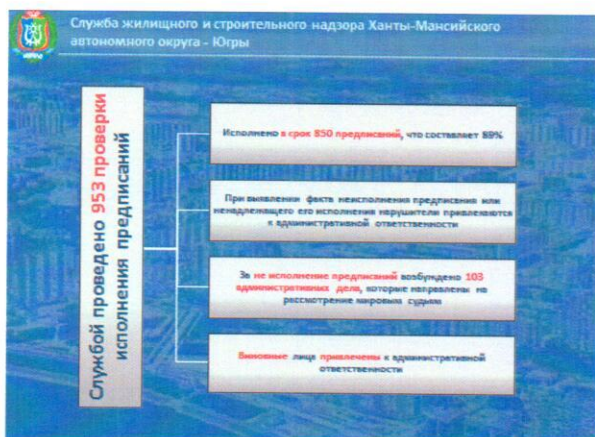 Служба жилищного и строительного надзора Ханты-Мансийского
автономного округа - Югры
Службой проведено 953 проверки
исполнения предписаний
Исполнено в срок 850 предписаний, что составляет 89%
При выявлении факта неисполнения предписания или
ненадлежащего его исполнения нарушители привлекаются
к административной ответственности
За не исполнение предписаний возбуждено 103
административных дела, которые направлены на
рассмотрение мировым судьям
Виновные лица привлечены к административной
ответственности